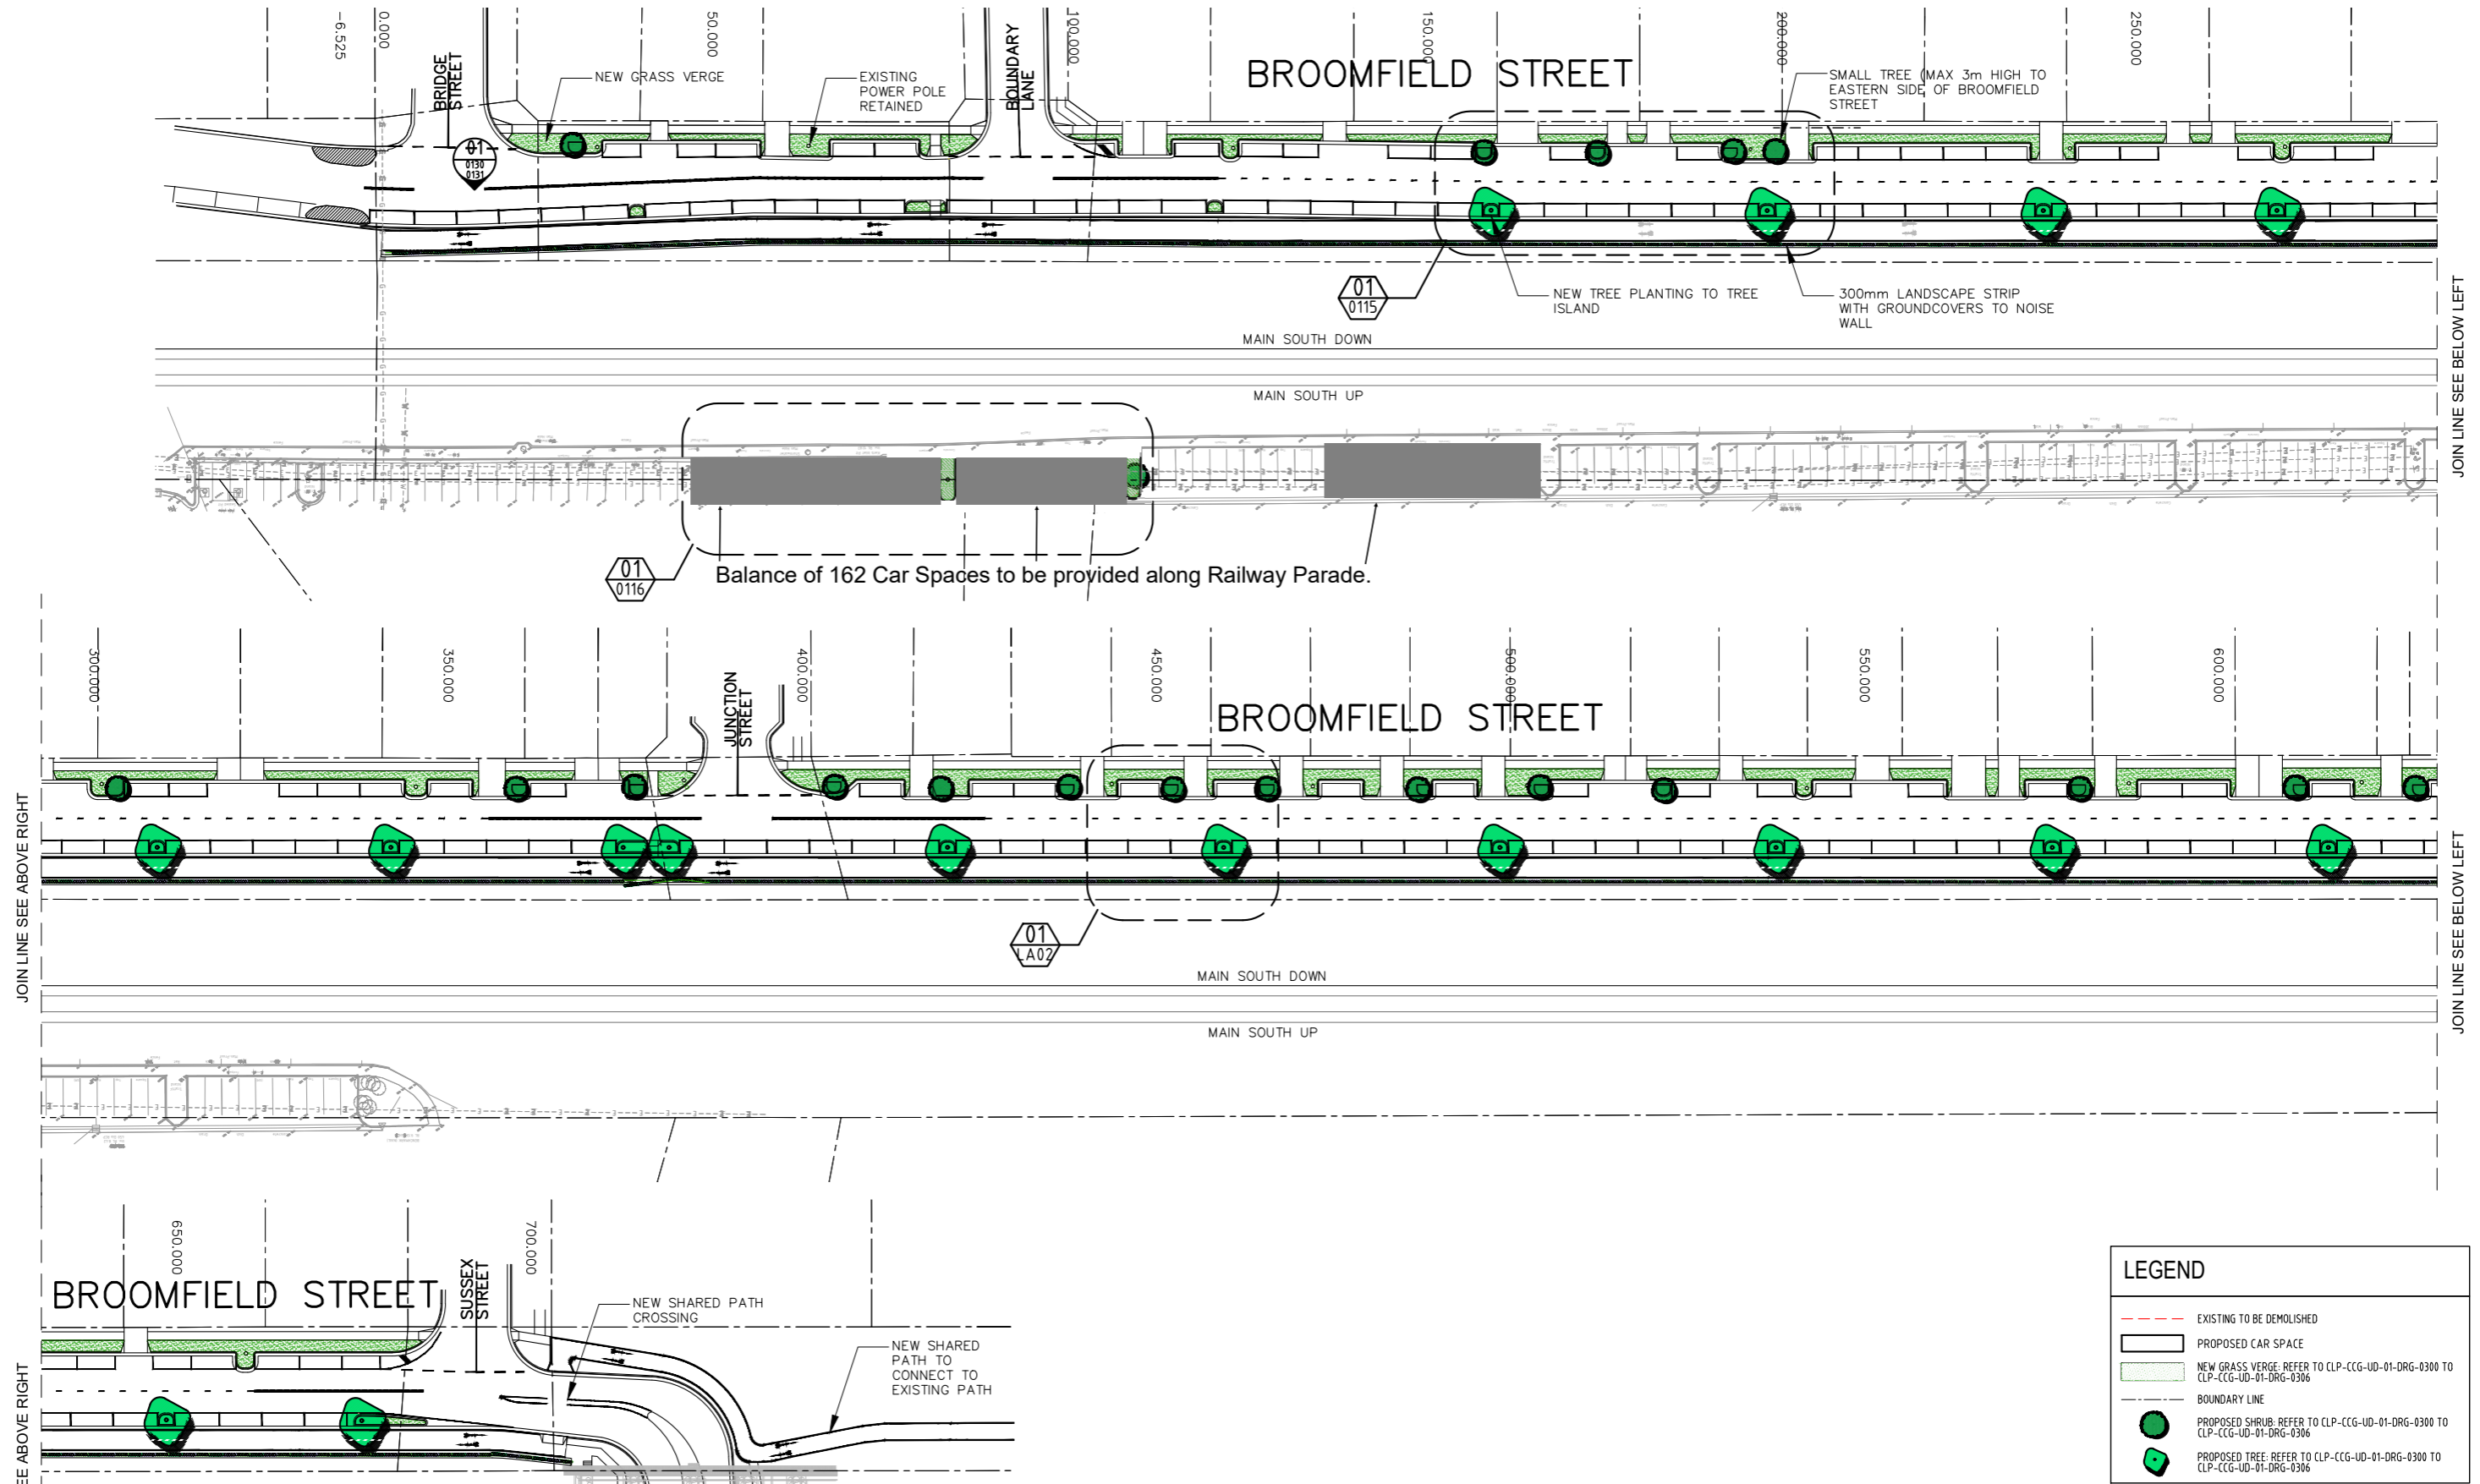 -6.525
0.000
50.000
100.000
150.000
200.000
250.000
BRIDGE
STREET
NEW GRASS VERGE
EXISTING
POWER POLE
RETAINED
BOUNDARY
LANE
BROOMFIELD STREET
SMALL TREE (MAX 3m HIGH TO
EASTERN SIDE OF BROOMFIELD
STREET
01
0130
0131
01
0115
NEW TREE PLANTING TO TREE
ISLAND
300mm LANDSCAPE STRIP
WITH GROUNDCOVERS TO NOISE
WALL
MAIN SOUTH DOWN
MAIN SOUTH UP
JOIN LINE SEE BELOW LEFT
01
0116
Balance of 162 Car Spaces to be provided along Railway Parade.
300.000
350.000
400.000
450.000
500.000
550.000
600.000
JUNCTION
STREET
BROOMFIELD STREET
JOIN LINE SEE ABOVE RIGHT
JOIN LINE SEE BELOW LEFT
01
LA02
MAIN SOUTH DOWN
MAIN SOUTH UP
650.000
700.000
BROOMFIELD STREET
SUSSEX
STREET
NEW SHARED PATH
CROSSING
NEW SHARED
PATH TO
CONNECT TO
EXISTING PATH
ABOVE RIGHT
LEGEND
EXISTING TO BE DEMOLISHED
PROPOSED CAR SPACE
NEW GRASS VERGE: REFER TO CLP-CCG-UD-01-DRG-0300 TO
CLP-CCG-UD-01-DRG-0306
BOUNDARY LINE
PROPOSED SHRUB: REFER TO CLP-CCG-UD-01-DRG-0300 TO
CLP-CCG-UD-01-DRG-0306
PROPOSED TREE: REFER TO CLP-CCG-UD-01-DRG-0300 TO
CLP-CCG-UD-01-DRG-0306